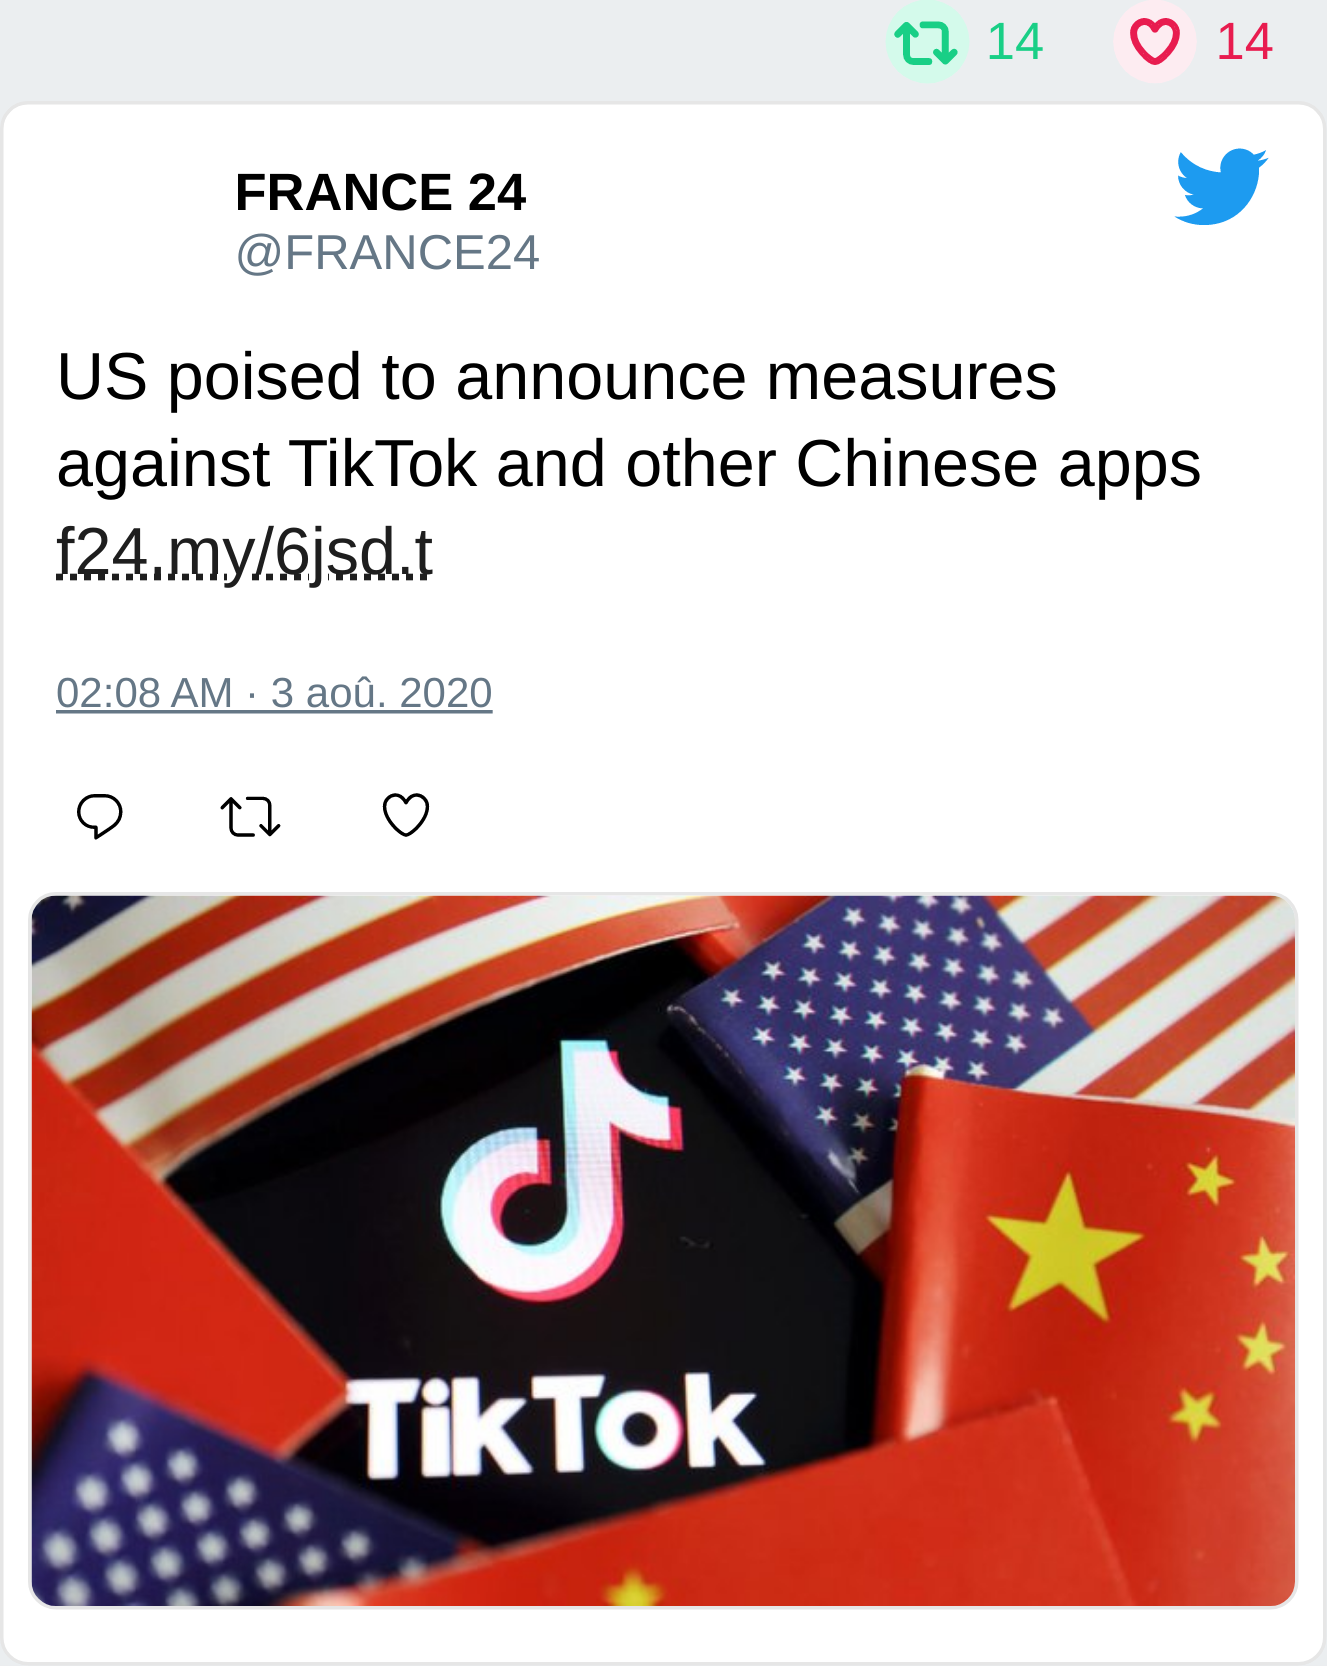 14 14
FRANCE 24
@FRANCE24
US poised to announce measures
against TikTok and other Chinese apps
f24.my/6jsd.t
02:08 AM · 3 aoû. 2020
TikTok